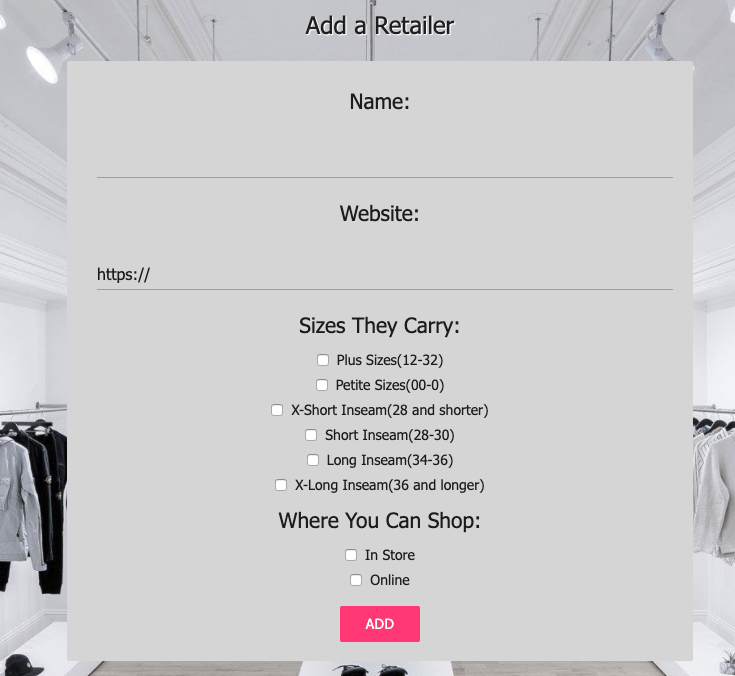 Add a Retailer
Name:
Website:
https://
Sizes They Carry:
Plus Sizes(12-32)
Petite Sizes(00-0)
X-Short Inseam(28 and shorter)
Short Inseam(28-30)
Long Inseam(34-36)
X-Long Inseam(36 and longer)
Where You Can Shop:
In Store
Online
ADD